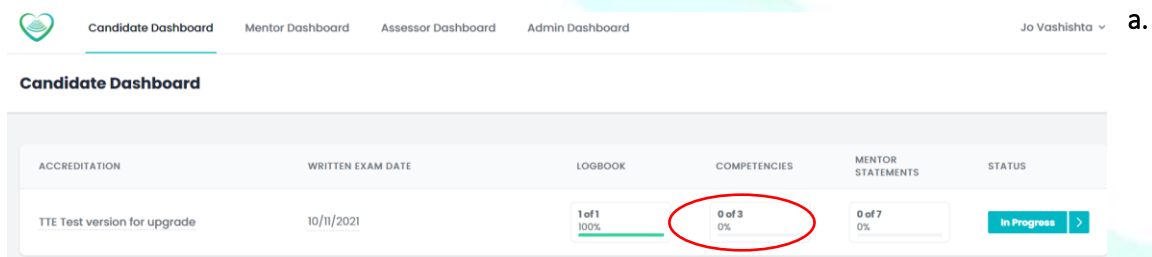 Candidate Dashboard Mentor Dashboard Assessor Dashboard Admin Dashboard Jo Vashishta a.
Candidate Dashboard
ACCREDITATION WRITTEN EXAM DATE LOGBOOK COMPETENCIES MENTOR STATEMENTS STATUS
TTE Test version for upgrade 10/11/2021 1 of 1 0 of 3 0 of 7 In Progress
100% 0% 0%